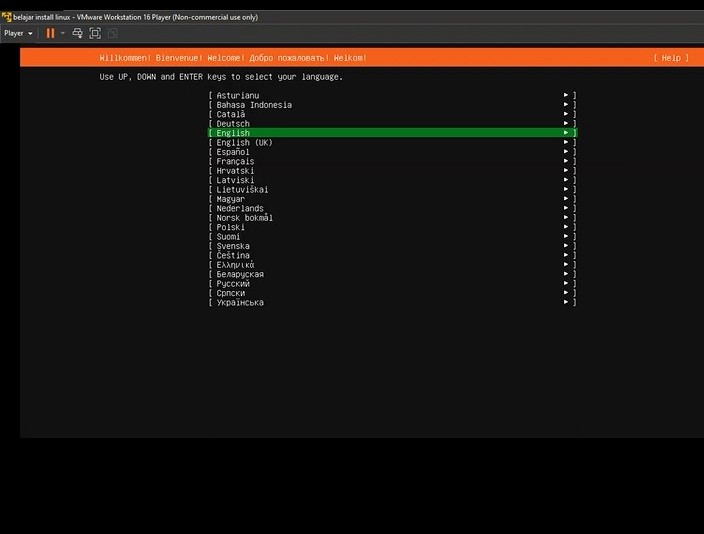 belajar install linux - VMware Workstation 16 Player (Non-commercial use only)
Player
Willkommen! Bienvenue! Welcome! Добро пожаловать! Welkom! [ Help ]
Use UP, DOWN and ENTER keys to select your language.
[ Asturianu ► ]
[ Bahasa Indonesia ► ]
[ Català ► ]
[ Deutsch ► ]
[ English ► ]
[ English (UK) ► ]
[ Español ► ]
[ Français ► ]
[ Hrvatski ► ]
[ Latviski ► ]
[ Lietuviškai ► ]
[ Magyar ► ]
[ Nederlands ► ]
[ Norsk bokmål ► ]
[ Polski ► ]
[ Suomi ► ]
[ Svenska ► ]
[ Čeština ► ]
[ Ελληνικά ► ]
[ Беларуская ► ]
[ Русский ► ]
[ Српски ► ]
[ Українська ► ]